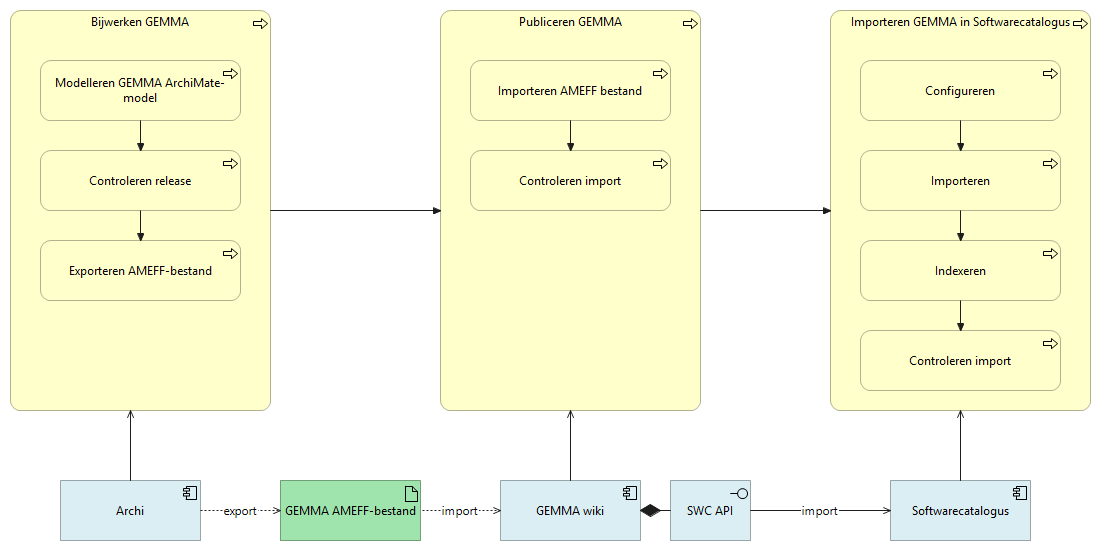 Bijwerken GEMMA
Modelleren GEMMA ArchiMate-
model
Controleren release
Exporteren AMEFF-bestand
Publiceren GEMMA
Importeren AMEFF bestand
Controleren import
Importeren GEMMA in Softwarecatalogus
Configureren
Importeren
Indexeren
Controleren import
Archi
export
GEMMA AMEFF-bestand
import
GEMMA wiki
SWC API
import
Softwarecatalogus